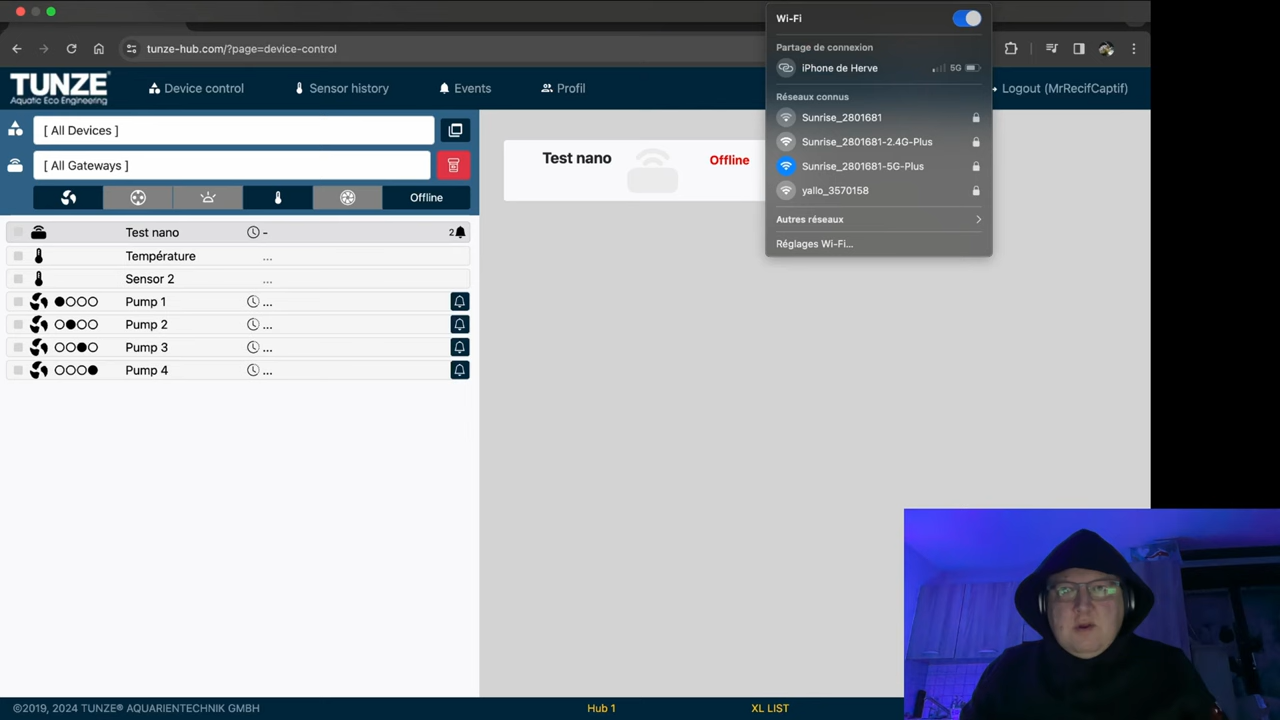 Wi-Fi
Partage de connexion
iPhone de Herve
5G
Réseaux connus
Sunrise_2801681
Sunrise_2801681-2.4G-Plus
Sunrise_2801681-5G-Plus
yallo_3570158
Autres réseaux
Réglages Wi-Fi...
tunze-hub.com/?page=device-control
TUNZE®
Aquatic Eco Engineering
Device control
Sensor history
Events
Profil
Logout (MrRecifCaptif)
[ All Devices ]
[ All Gateways ]
Offline
Test nano
-
2
Température
...
Sensor 2
...
Pump 1
...
Pump 2
...
Pump 3
...
Pump 4
...
Test nano
Offline
©2019, 2024 TUNZE® AQUARIENTECHNIK GMBH
Hub 1
XL LIST